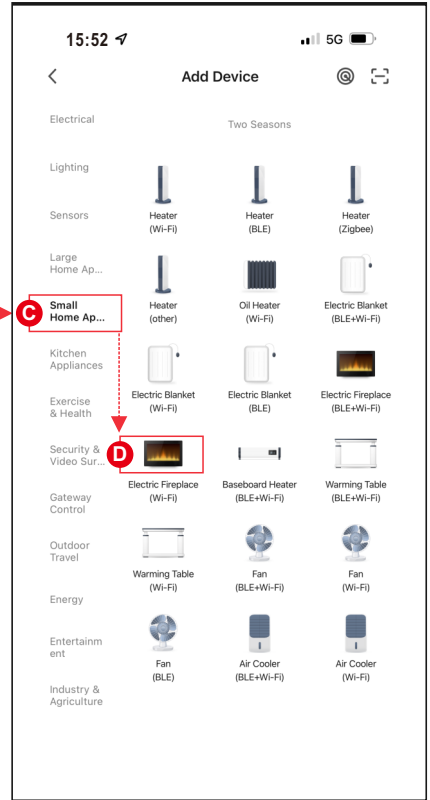 15:52
5G
Add Device
Electrical
Lighting
Sensors
Large
Home Ap...
C
Small
Home Ap...
Kitchen
Appliances
Exercise
& Health
Security &
Video Sur...
Gateway
Control
Outdoor
Travel
Energy
Entertainm
ent
Industry &
Agriculture
Two Seasons
Heater
(Wi-Fi)
Heater
(BLE)
Heater
(Zigbee)
Heater
(other)
Oil Heater
(Wi-Fi)
Electric Blanket
(BLE+Wi-Fi)
Electric Blanket
(Wi-Fi)
Electric Blanket
(BLE)
Electric Fireplace
(BLE+Wi-Fi)
D
Electric Fireplace
(Wi-Fi)
Baseboard Heater
(BLE+Wi-Fi)
Warming Table
(BLE+Wi-Fi)
Warming Table
(Wi-Fi)
Fan
(BLE+Wi-Fi)
Fan
(Wi-Fi)
Fan
(BLE)
Air Cooler
(BLE+Wi-Fi)
Air Cooler
(Wi-Fi)